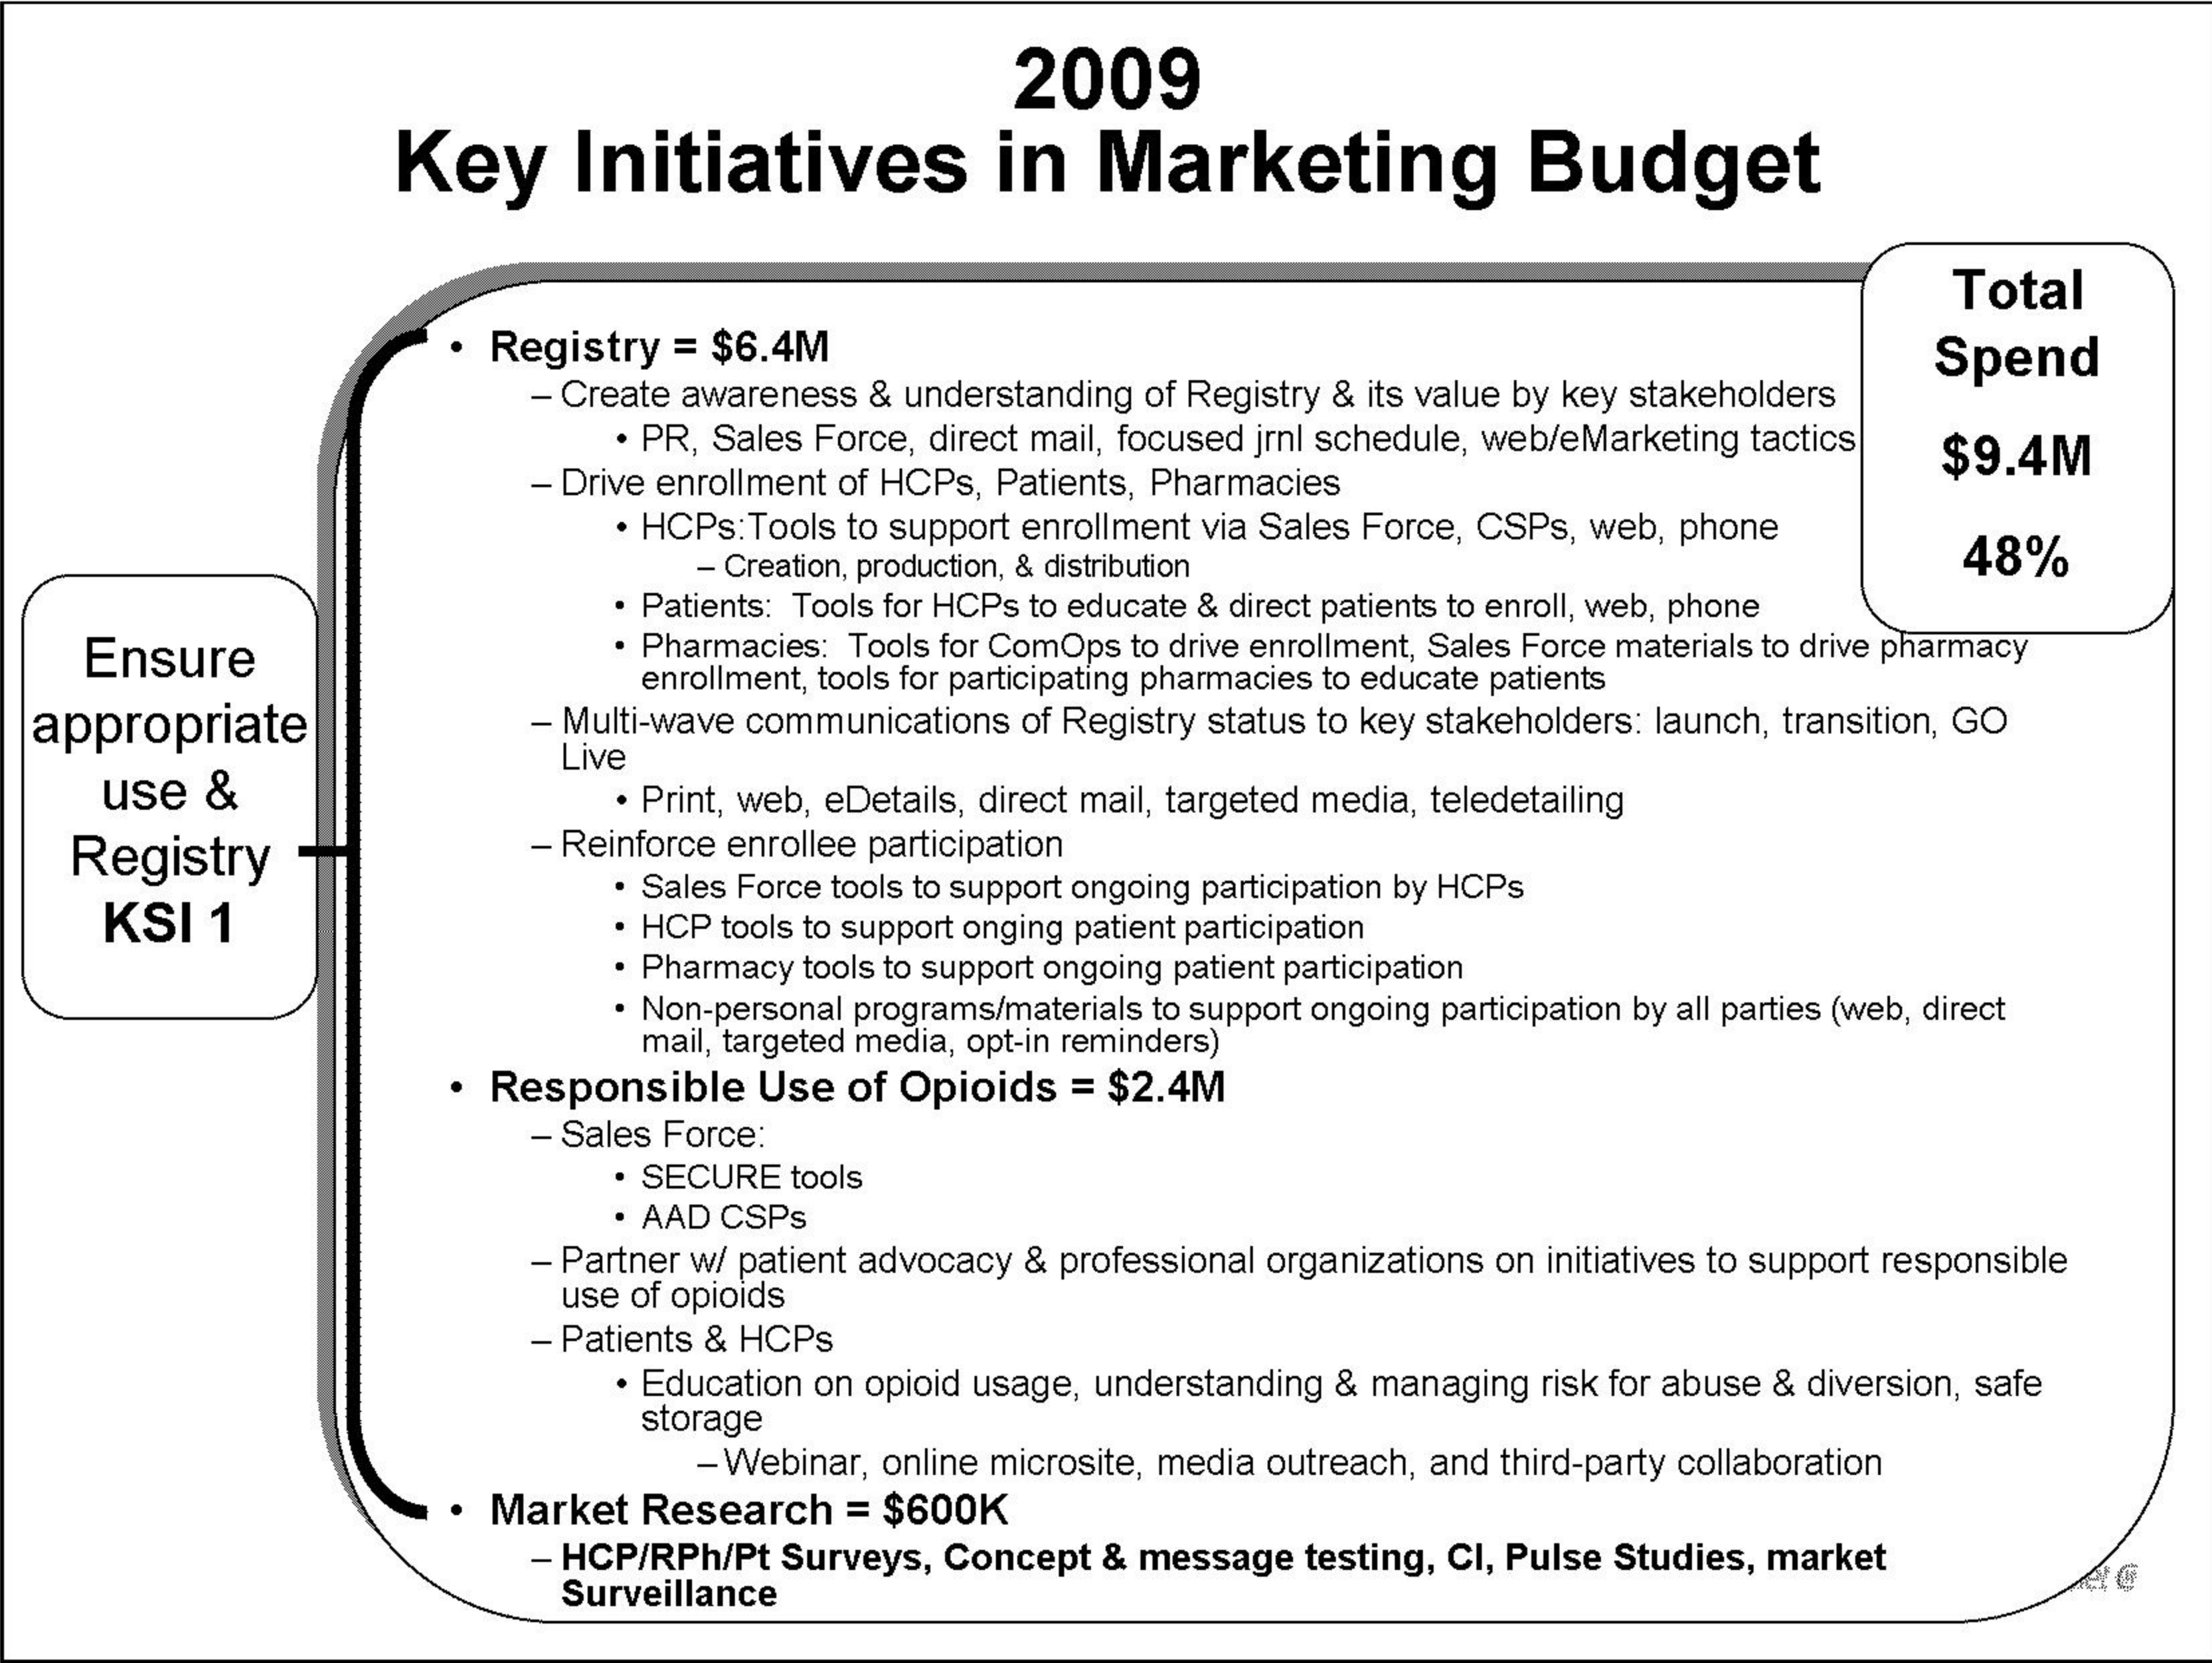 2009
Key Initiatives in Marketing Budget
Total
Spend
$9.4M
48%
Ensure
appropriate
use &
Registry
KSI 1
• Registry = $6.4M
– Create awareness & understanding of Registry & its value by key stakeholders
• PR, Sales Force, direct mail, focused jrnl schedule, web/eMarketing tactics
– Drive enrollment of HCPs, Patients, Pharmacies
• HCPs:Tools to support enrollment via Sales Force, CSPs, web, phone
– Creation, production, & distribution
• Patients: Tools for HCPs to educate & direct patients to enroll, web, phone
• Pharmacies: Tools for ComOps to drive enrollment, Sales Force materials to drive pharmacy
enrollment, tools for participating pharmacies to educate patients
– Multi-wave communications of Registry status to key stakeholders: launch, transition, GO
Live
• Print, web, eDetails, direct mail, targeted media, teledetailing
– Reinforce enrollee participation
• Sales Force tools to support ongoing participation by HCPs
• HCP tools to support onging patient participation
• Pharmacy tools to support ongoing patient participation
• Non-personal programs/materials to support ongoing participation by all parties (web, direct
mail, targeted media, opt-in reminders)
• Responsible Use of Opioids = $2.4M
– Sales Force:
• SECURE tools
• AAD CSPs
– Partner w/ patient advocacy & professional organizations on initiatives to support responsible
use of opioids
– Patients & HCPs
• Education on opioid usage, understanding & managing risk for abuse & diversion, safe
storage
– Webinar, online microsite, media outreach, and third-party collaboration
• Market Research = $600K
– HCP/RPh/Pt Surveys, Concept & message testing, CI, Pulse Studies, market
Surveillance